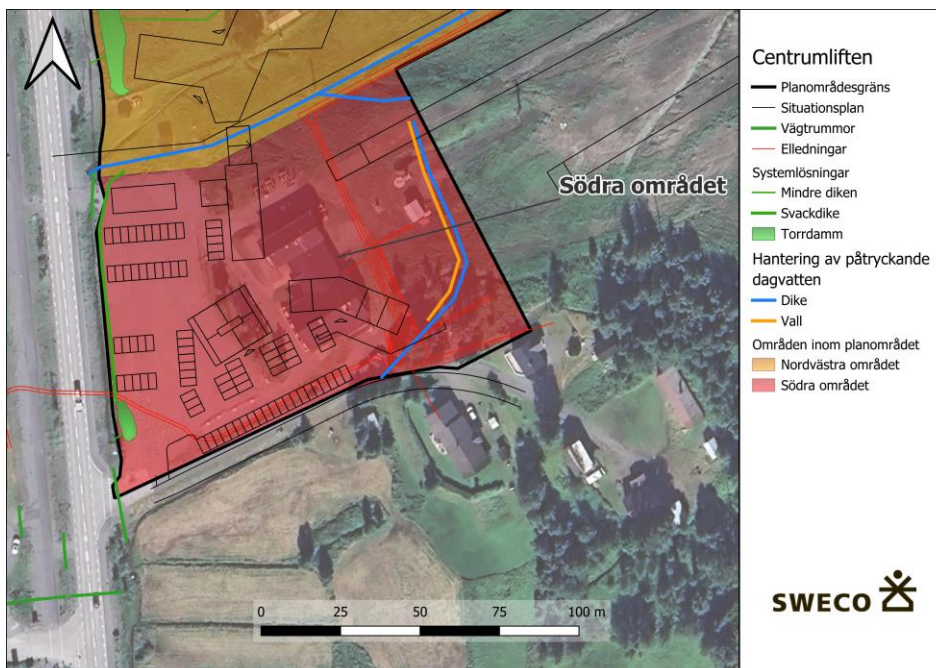 Södra området
0 25 50 75 100 m
Centrumliften
Planområdesgräns
Situationsplan
Vägtrummor
Elledningar
Systemlösningar
Mindre diken
Svackdike
Torrdamm
Hantering av påtryckande
dagvatten
Dike
Vall
Områden inom planområdet
Nordvästra området
Södra området
SWECO